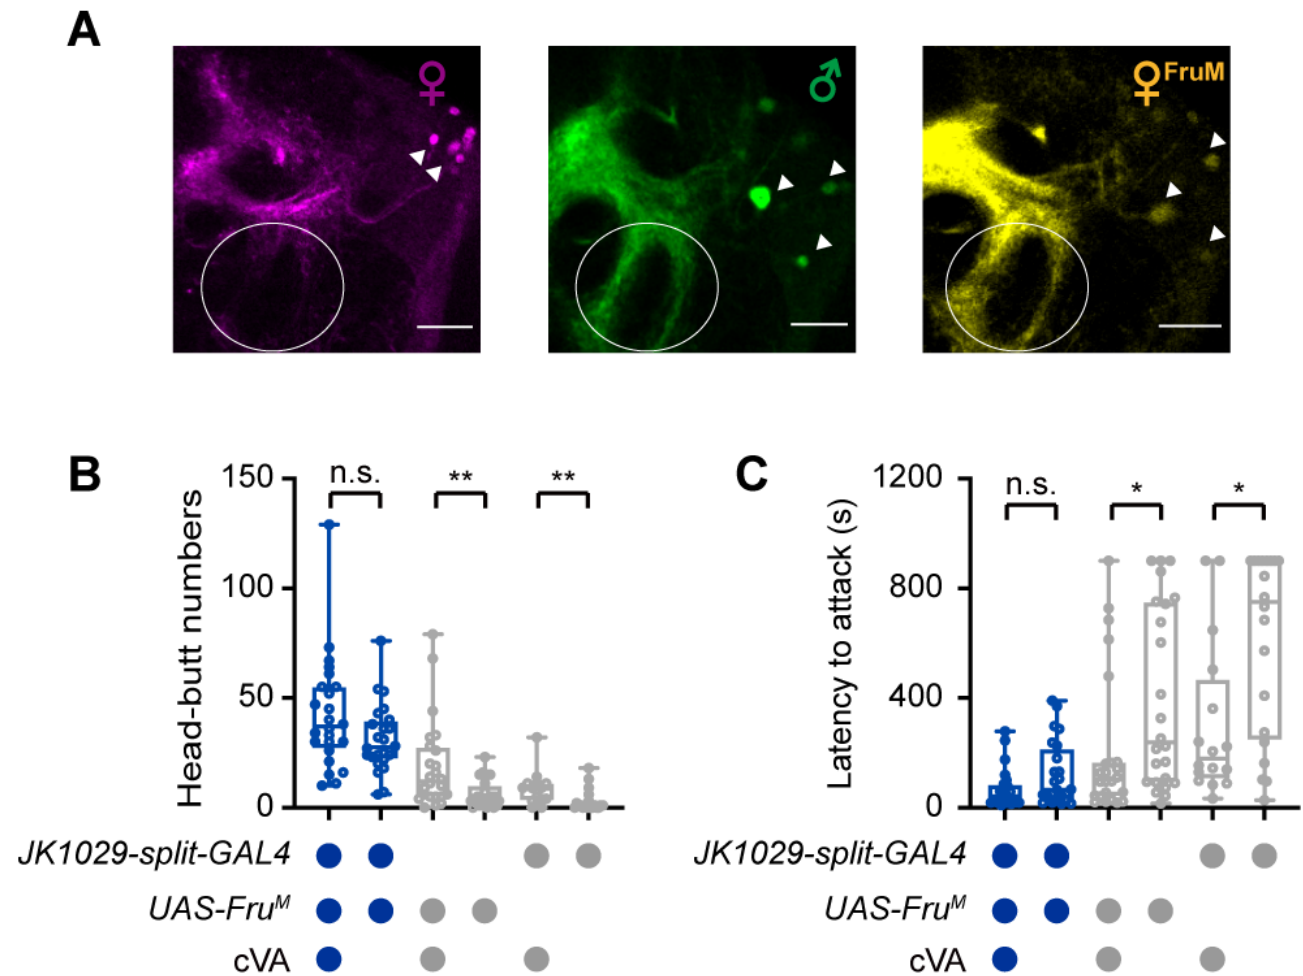 A
♀
♂
♀FruM
B
Head-butt numbers
150
100
50
0
n.s.
**
**
JK1029-split-GAL4
UAS-FruM
cVA
C
Latency to attack (s)
1200
800
400
0
n.s.
*
*
JK1029-split-GAL4
UAS-FruM
cVA